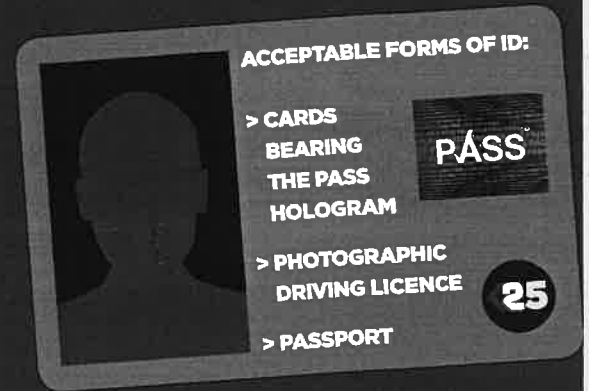 ACCEPTABLE FORMS OF ID:
> CARDS
BEARING
THE PASS
HOLOGRAM
PASS
> PHOTOGRAPHIC
DRIVING LICENCE
25
> PASSPORT